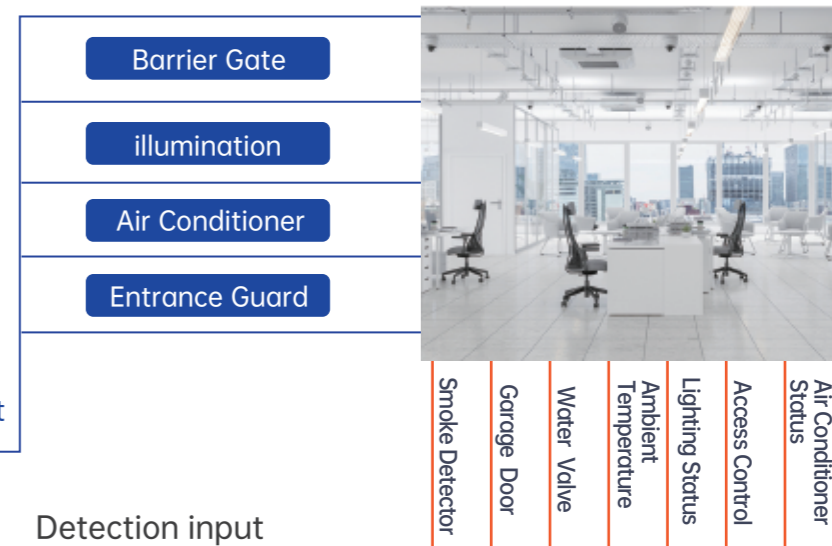 Barrier Gate
illumination
Air Conditioner
Entrance Guard
t
Smoke Detector
Garage Door
Water Valve
Ambient
Temperature
Lighting Status
Access Control
Air Conditioner
Status
Detection input